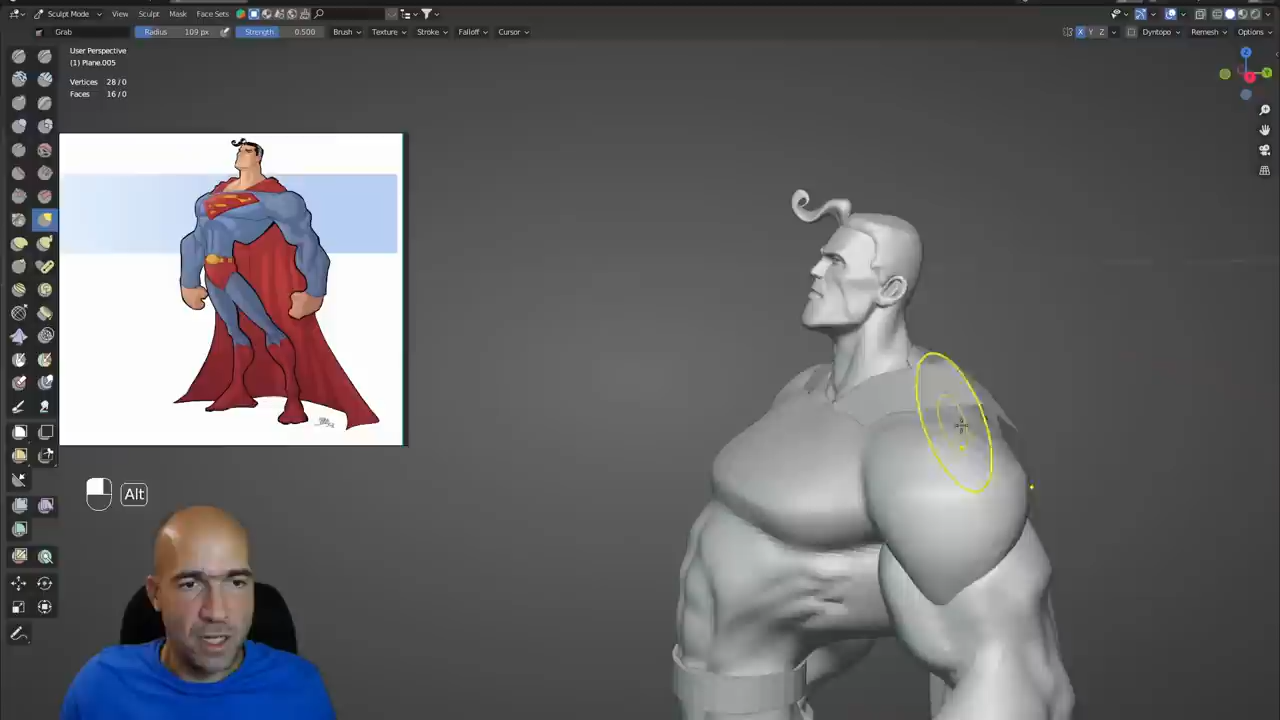 Sculpt Mode View Sculpt Mask Face Sets
Grab Radius 109 px Strength 0.500 Brush Texture Stroke Falloff Cursor X Y Z Dyntopo Remesh Options
User Perspective
(1) Plane.005
Vertices 28/0
Faces 16/0
Z
Alt